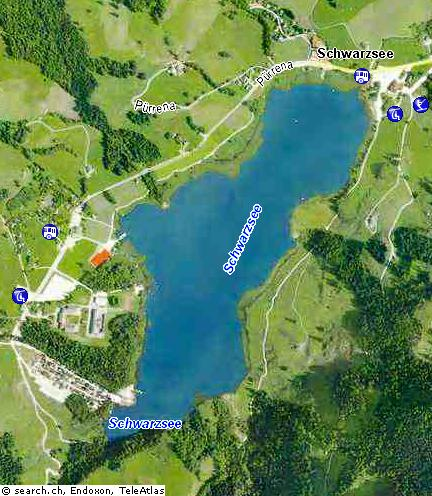 Schwarzsee
Pürrena
Pürrena
Schwarzsee
Schwarzsee
© search.ch, Endoxon, TeleAtlas